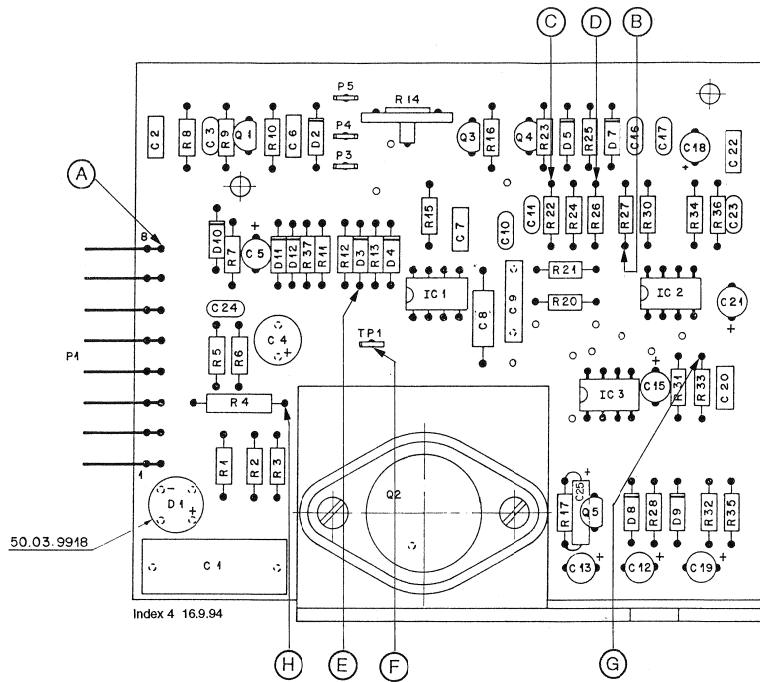 C D B
P5
R14
C2 R8 C3 R9 Q1 R10 C6 D2 P4 Q3 R16 Q4 R23 D5 R25 D7 C16 C17 C18 + C22
P3
A
8 D10 R7 + C5 D11 D12 R37 R11 R12 D3 R13 D4 R15 C7 C10 C11 R22 R24 R26 R27 R30 R34 R36 C23
R21
IC1 C8 C9 R20 IC2 C21 +
C24
P1 R5 R6 C4 + TP1
R4 IC3 + C15 R31 R33 C20
R1 R2 R3
1
Q2
- D1 + R17 C25 + Q5 D8 R28 D9 R32 R35
50.03.9918
C1 C13 + C12 + C19 +
Index 4 16.9.94
H E F G